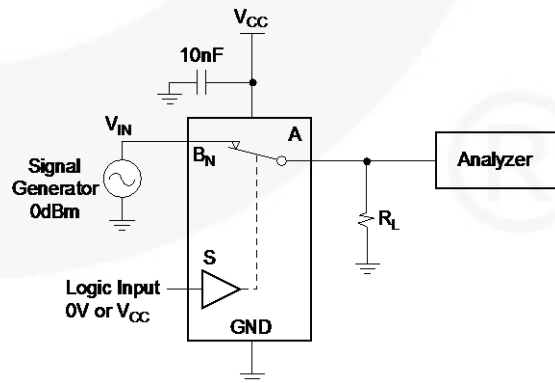 VCC
10nF
VIN
A
BN
Signal
Generator
0dBm
Analyzer
RL
S
Logic Input
0V or VCC
GND
®